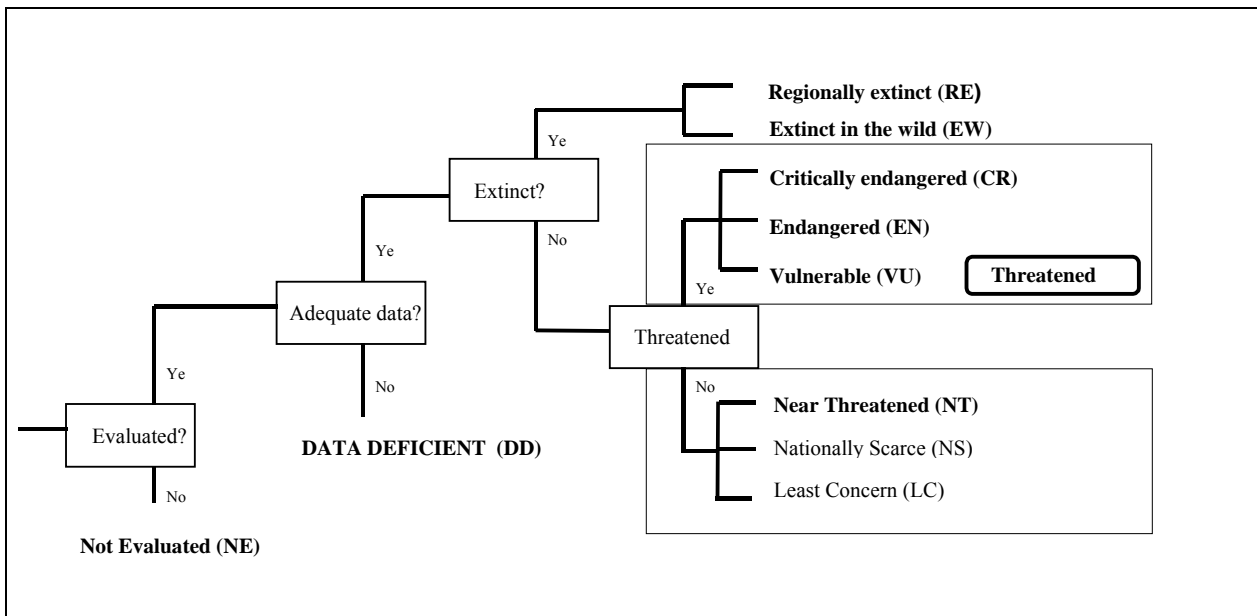 Regionally extinct (RE)
Ye
Extinct in the wild (EW)
Extinct?
Critically endangered (CR)
No
Endangered (EN)
Ye
Vulnerable (VU)
Threatened
Ye
Adequate data?
Threatened
No
No
Ye
Near Threatened (NT)
Evaluated?
DATA DEFICIENT (DD)
Nationally Scarce (NS)
No
Least Concern (LC)
Not Evaluated (NE)